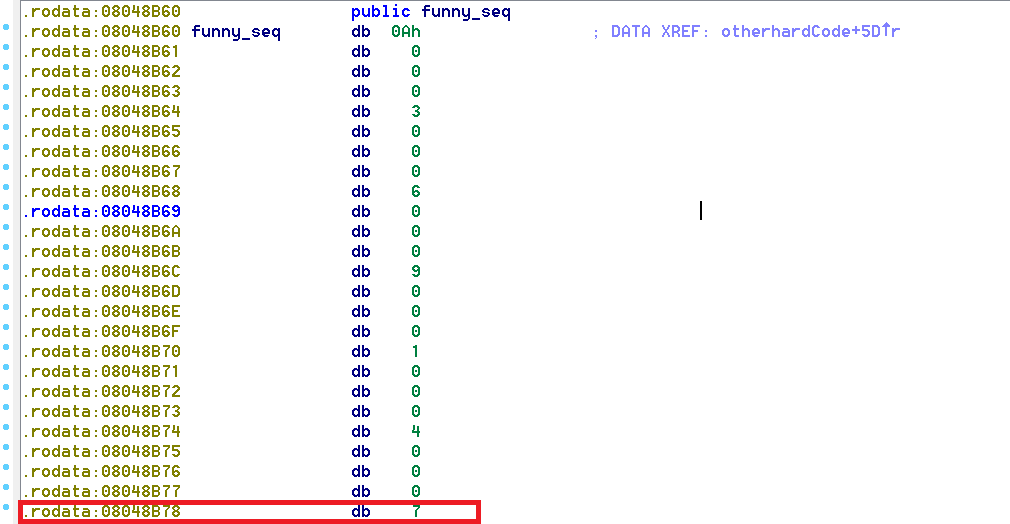 .rodata:08048B60 public funny_seq
.rodata:08048B60 funny_seq db 0Ah ; DATA XREF: otherhardCode+5D↑r
.rodata:08048B61 db 0
.rodata:08048B62 db 0
.rodata:08048B63 db 0
.rodata:08048B64 db 3
.rodata:08048B65 db 0
.rodata:08048B66 db 0
.rodata:08048B67 db 0
.rodata:08048B68 db 6
.rodata:08048B69 db 0
.rodata:08048B6A db 0
.rodata:08048B6B db 0
.rodata:08048B6C db 9
.rodata:08048B6D db 0
.rodata:08048B6E db 0
.rodata:08048B6F db 0
.rodata:08048B70 db 1
.rodata:08048B71 db 0
.rodata:08048B72 db 0
.rodata:08048B73 db 0
.rodata:08048B74 db 4
.rodata:08048B75 db 0
.rodata:08048B76 db 0
.rodata:08048B77 db 0
.rodata:08048B78 db 7